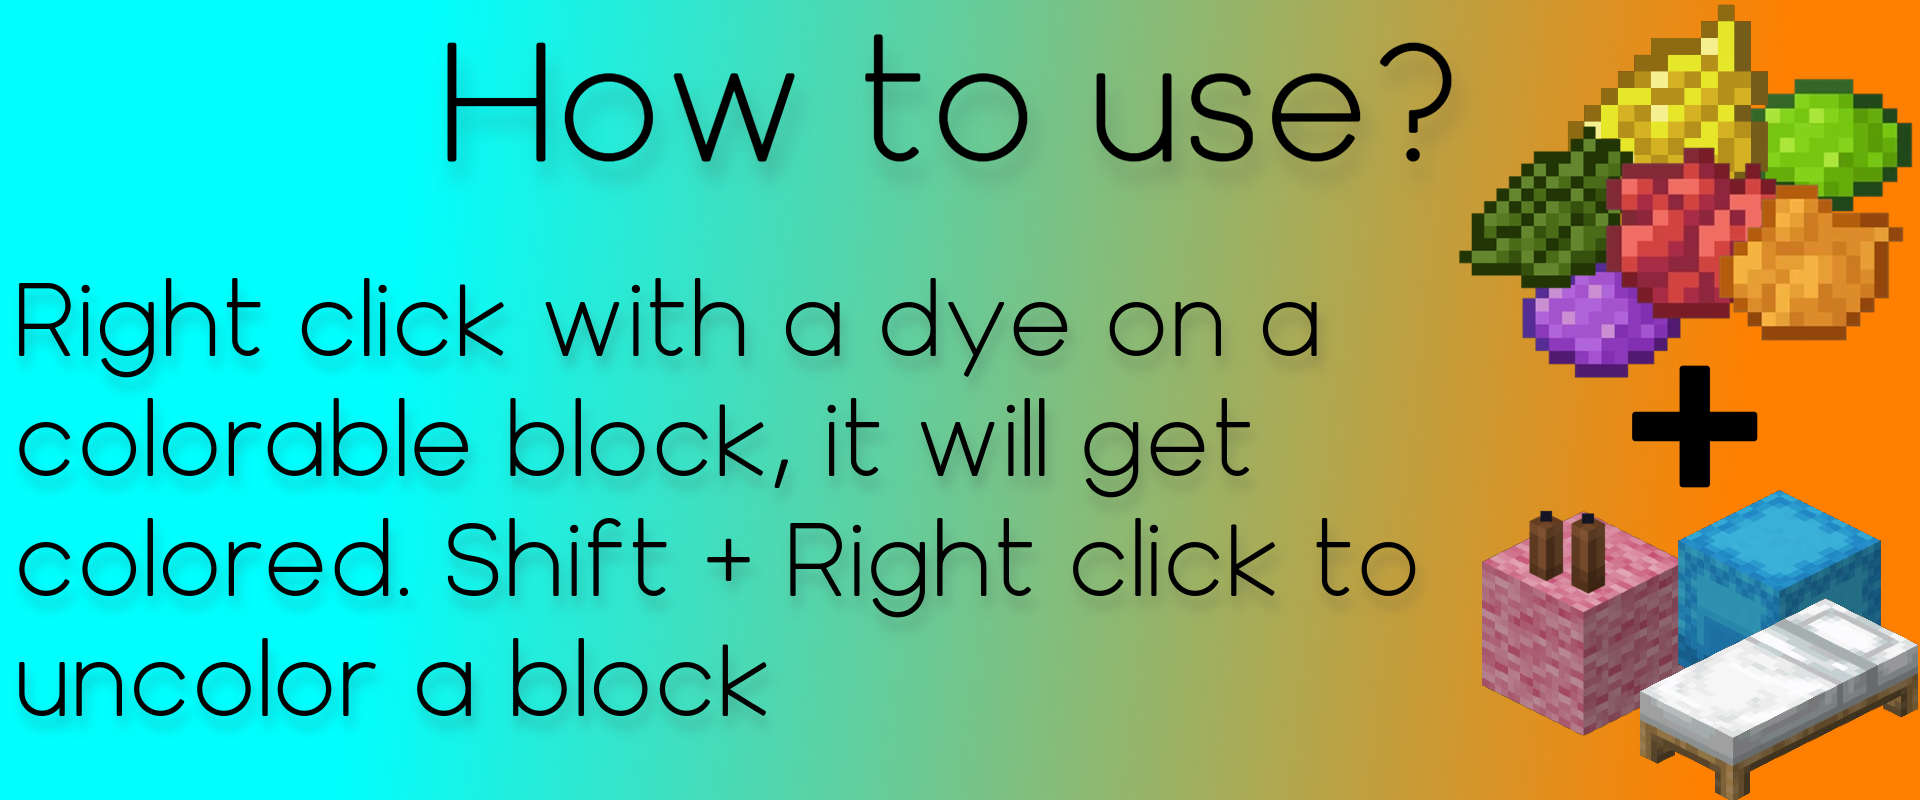 How to use?
Right click with a dye on a
colorable block, it will get
colored. Shift + Right click to
uncolor a block